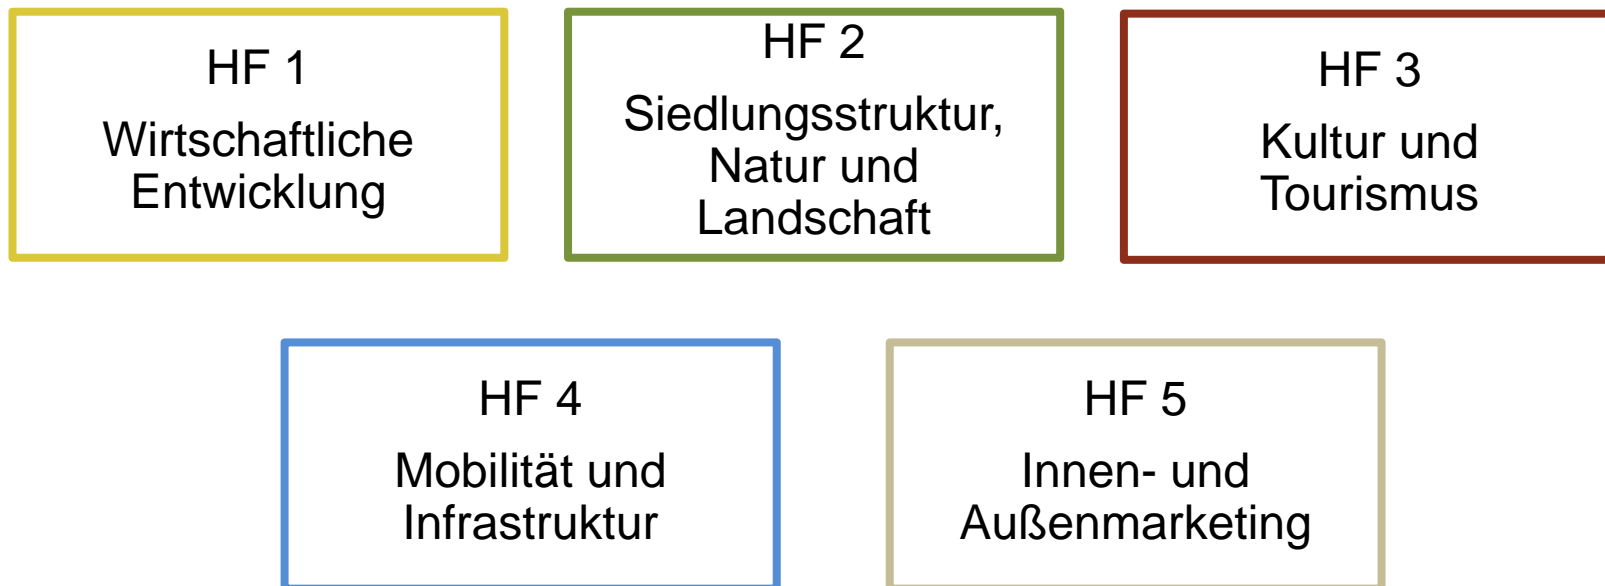 HF 1
Wirtschaftliche
Entwicklung
HF 2
Siedlungsstruktur,
Natur und
Landschaft
HF 3
Kultur und
Tourismus
HF 4
Mobilität und
Infrastruktur
HF 5
Innen- und
Außenmarketing